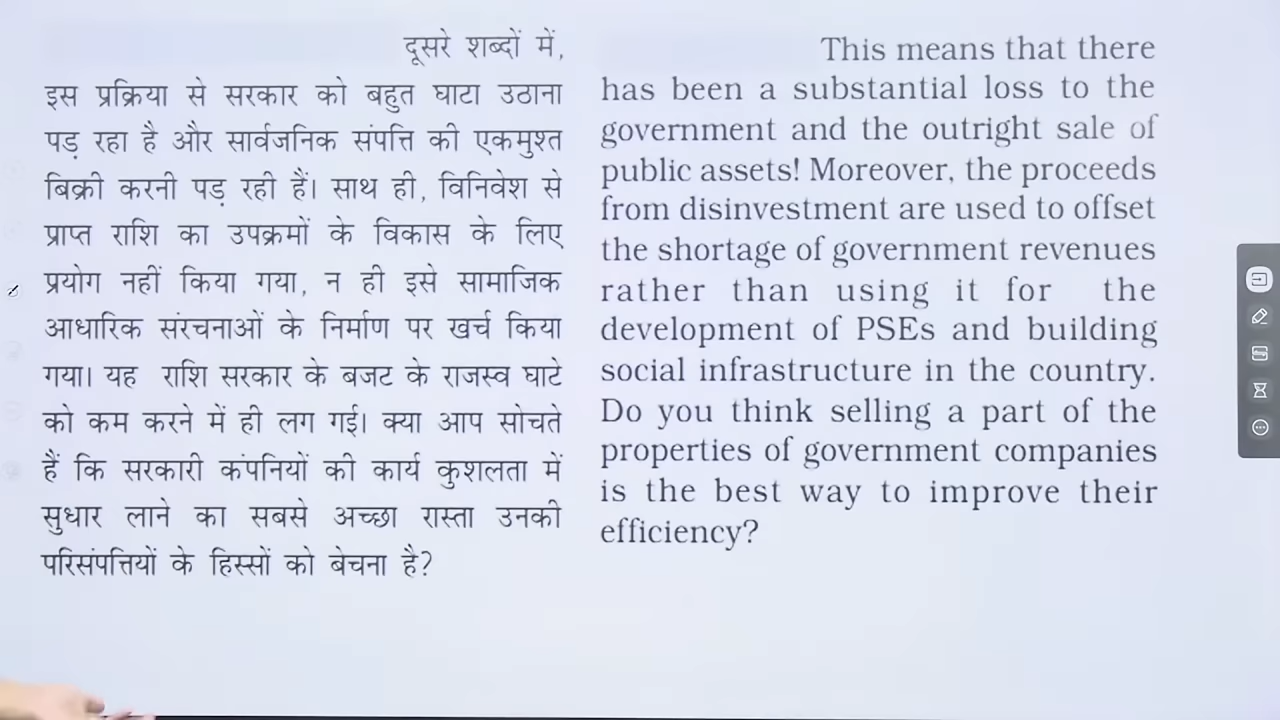 दूसरे शब्दों में,
इस प्रक्रिया से सरकार को बहुत घाटा उठाना
पड़ रहा है और सार्वजनिक संपत्ति की एकमुश्त
बिक्री करनी पड़ रही हैं। साथ ही, विनिवेश से
प्राप्त राशि का उपक्रमों के विकास के लिए
प्रयोग नहीं किया गया, न ही इसे सामाजिक
आधारिक संरचनाओं के निर्माण पर खर्च किया
गया। यह राशि सरकार के बजट के राजस्व घाटे
को कम करने में ही लग गई। क्या आप सोचते
हैं कि सरकारी कंपनियों की कार्य कुशलता में
सुधार लाने का सबसे अच्छा रास्ता उनकी
परिसंपत्तियों के हिस्सों को बेचना है?
This means that there
has been a substantial loss to the
government and the outright sale of
public assets! Moreover, the proceeds
from disinvestment are used to offset
the shortage of government revenues
rather than using it for the
development of PSEs and building
social infrastructure in the country.
Do you think selling a part of the
properties of government companies
is the best way to improve their
efficiency?